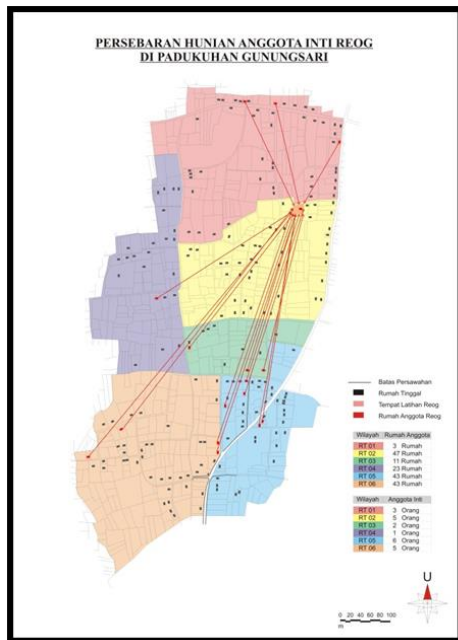 PERSEBARAN HUNIAN ANGGOTA INTI REOG
DI PADUKUHAN GUNUNGSARI
Batas Persawahan
Rumah Tinggal
Tempat Latihan Reog
Rumah Anggota Reog
Wilayah Rumah Anggota
RT 01 3 Rumah
RT 02 47 Rumah
RT 03 11 Rumah
RT 04 23 Rumah
RT 05 43 Rumah
RT 06 43 Rumah
Wilayah Anggota Inti
RT 01 3 Orang
RT 02 5 Orang
RT 03 2 Orang
RT 04 1 Orang
RT 05 6 Orang
RT 06 5 Orang
U
0 20 40 60 80 100
m